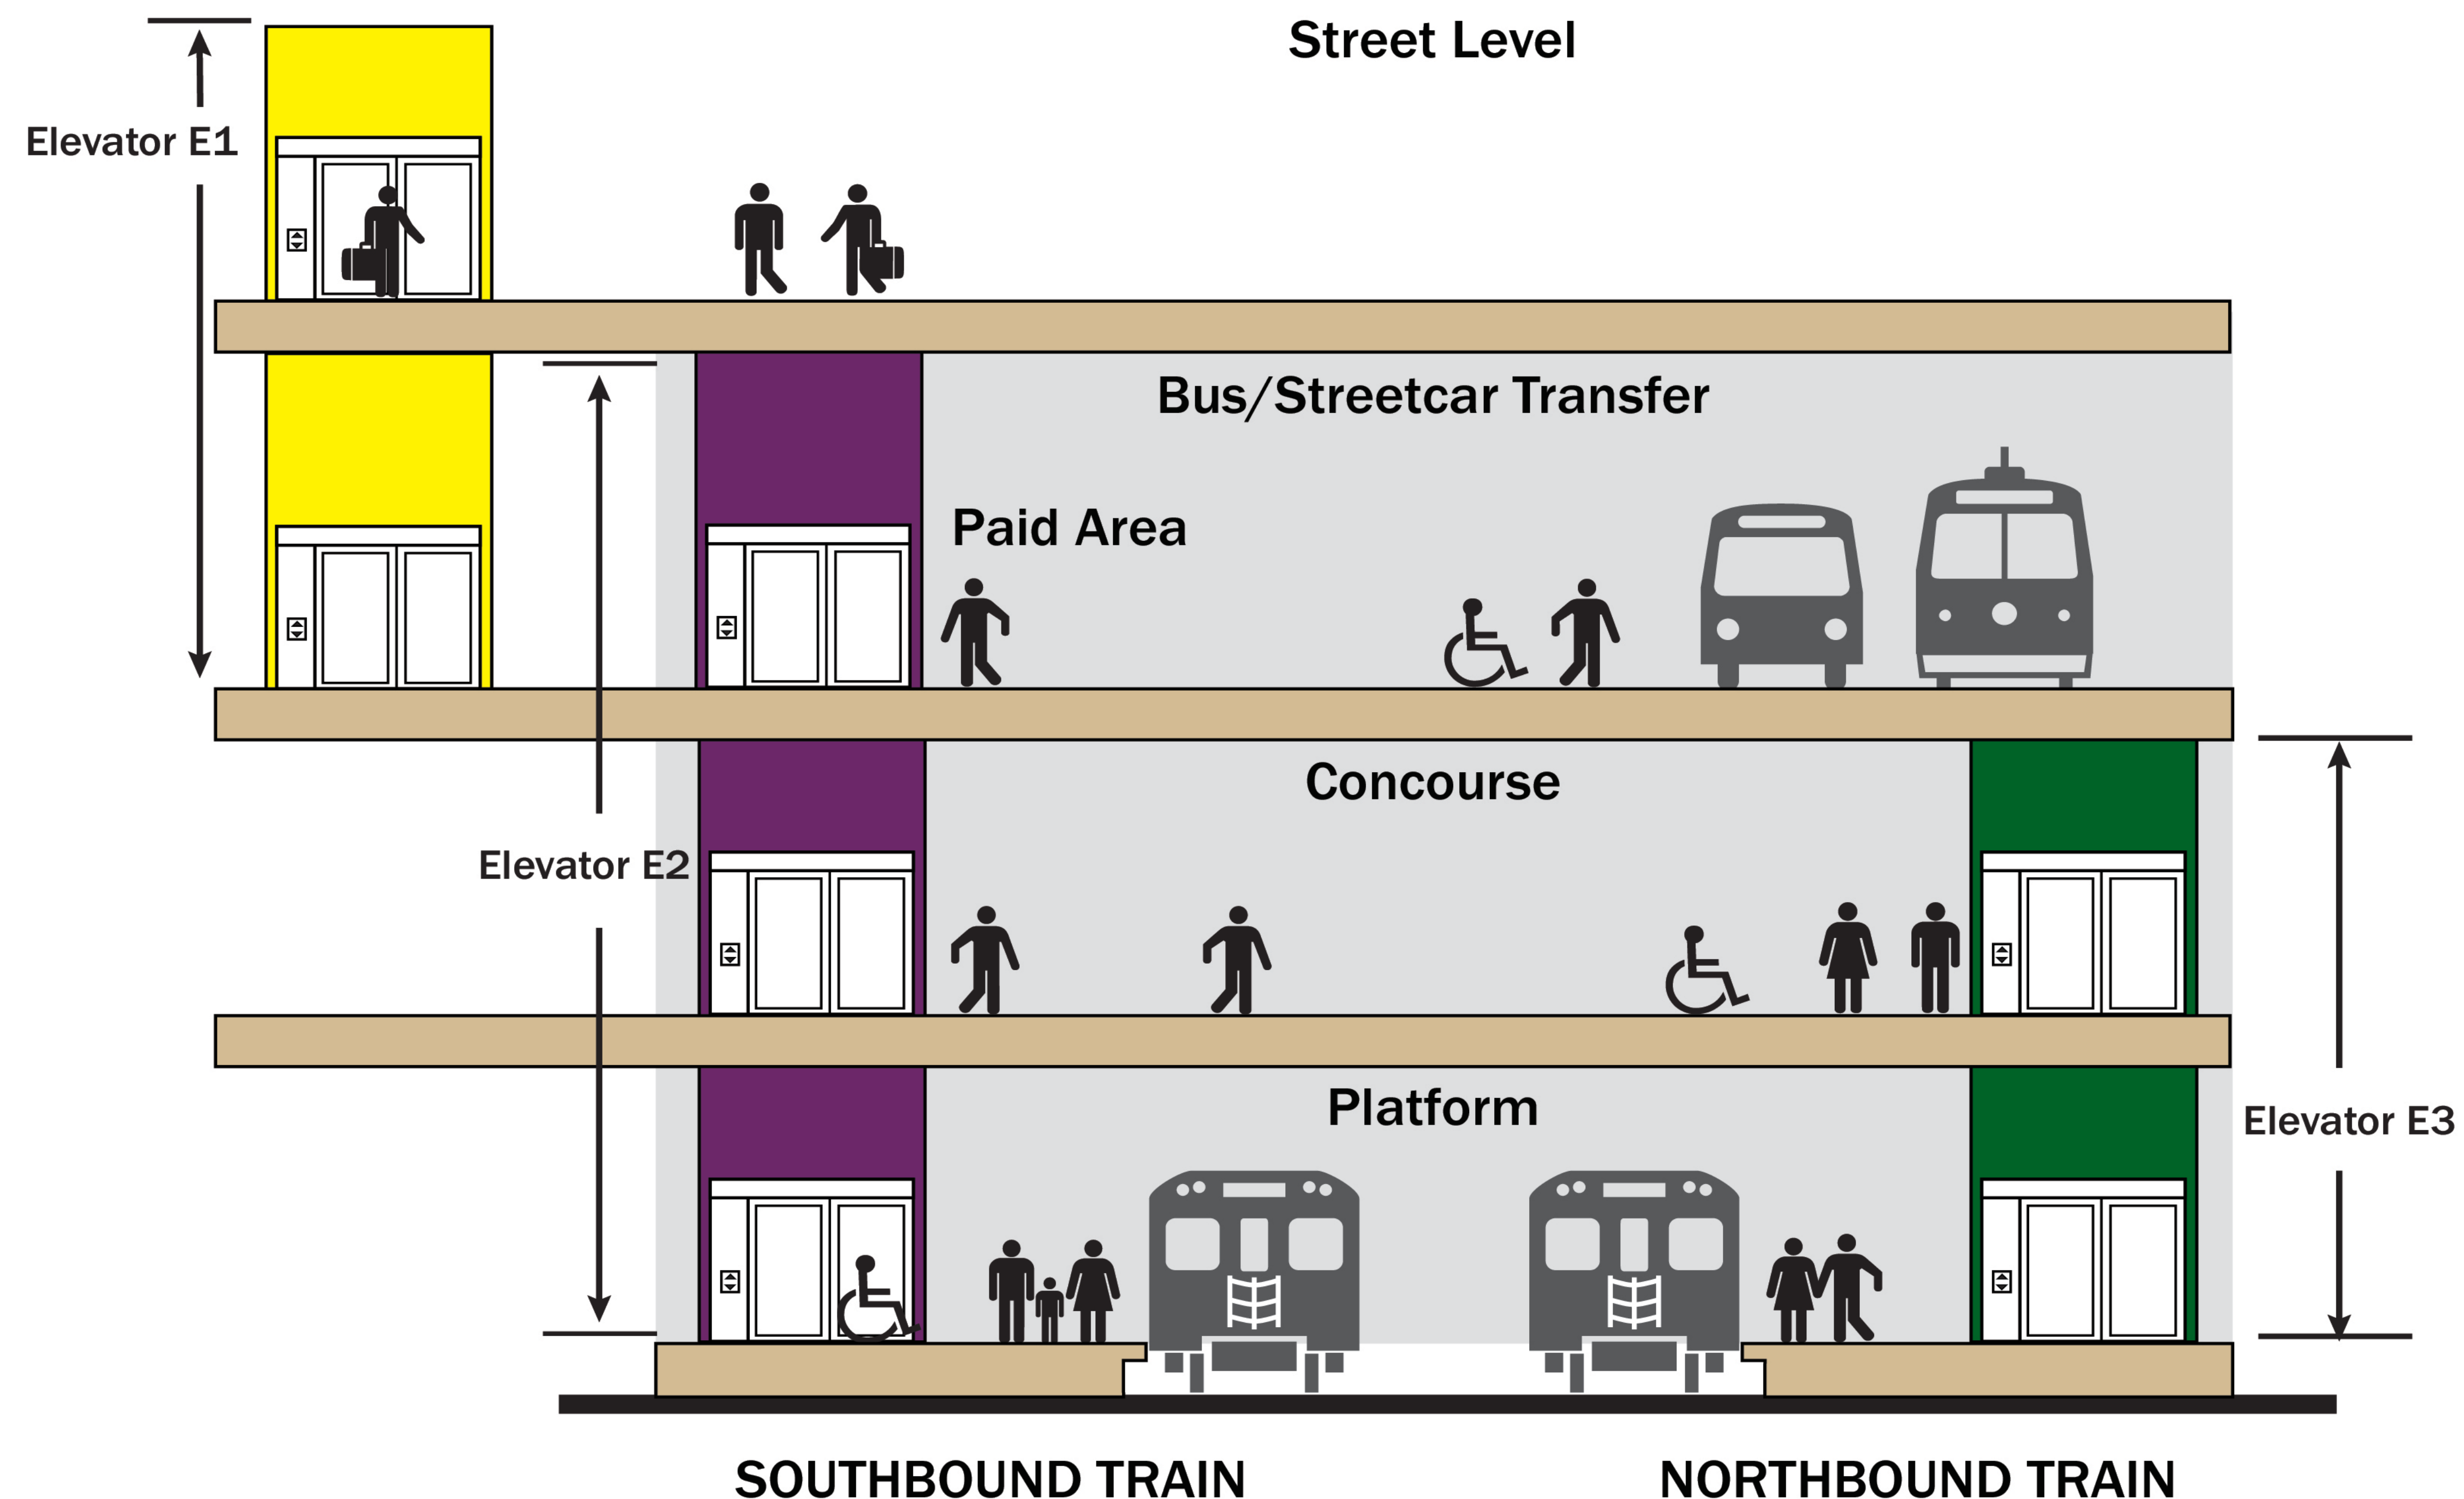 Street Level
Elevator E1
Bus/Streetcar Transfer
Paid Area
Concourse
Elevator E2
Platform
Elevator E3
SOUTHBOUND TRAIN
NORTHBOUND TRAIN